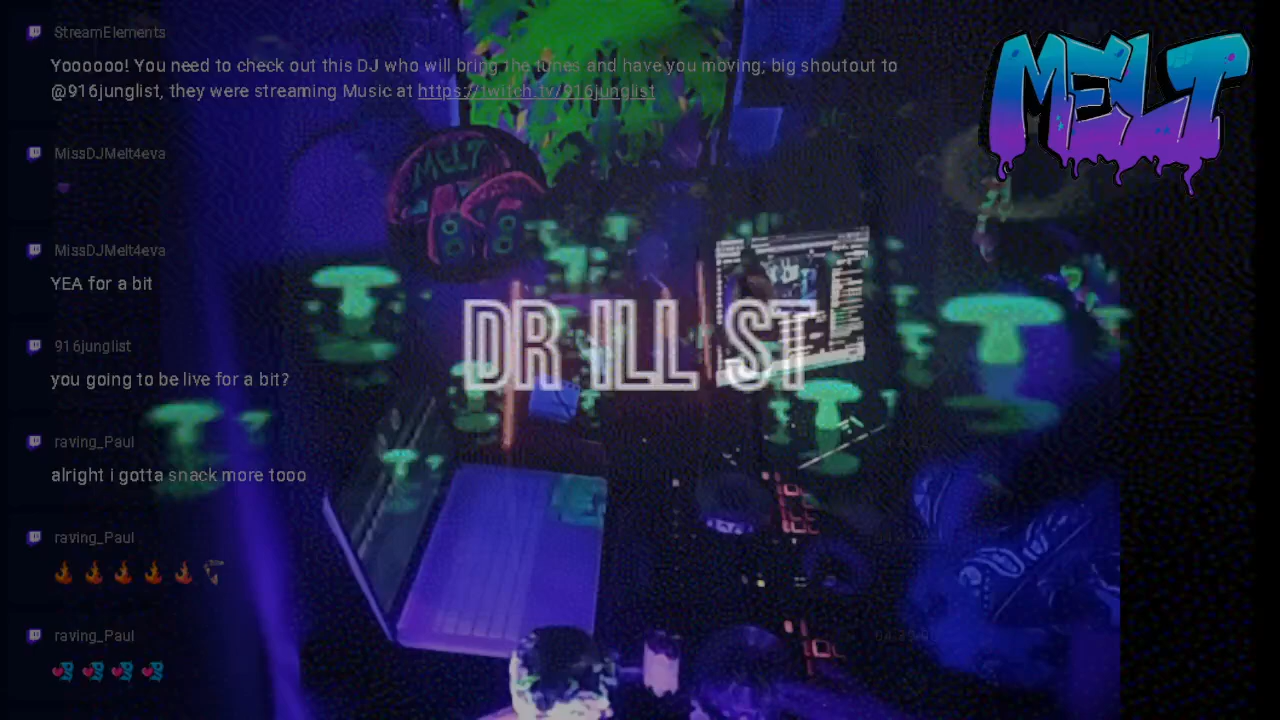 StreamElements
Yoooooo! You need to check out this DJ who will bring the tunes and have you moving; big shoutout to
@916junglist, they were streaming Music at https://twitch.tv/916junglist
MELT
MissDJMelt4eva
MELT
MissDJMelt4eva
YEA for a bit
916junglist
you going to be live for a bit?
DR ILL ST
raving_Paul
alright i gotta snack more tooo
raving_Paul
raving_Paul